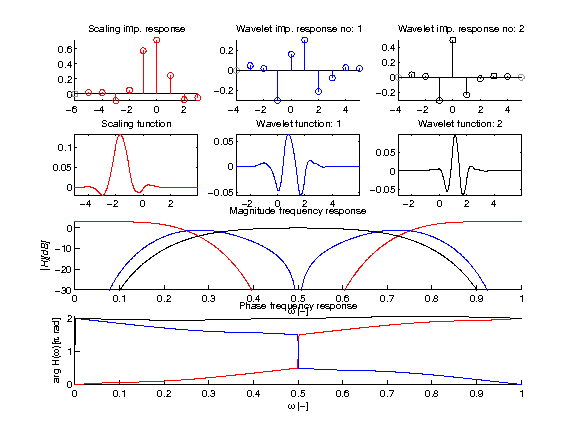 Scaling imp. response
Wavelet imp. response no: 1
Wavelet imp. response no: 2
0.6
0.4
0.2
0
-6 -4 -2 0 2
0.2
0
-0.2
-4 -2 0 2 4
0.4
0.2
0
-0.2
-4 -2 0 2 4
Scaling function
Wavelet function: 1
Wavelet function: 2
0.1
0.05
0
-4 -2 0 2
0.05
0
-0.05
-4 -2 0 2 4
0.05
0
-0.05
-4 -2 0 2 4
Magnitude frequency response
|H|[dB]
0
-10
-20
-30
0 0.1 0.2 0.3 0.4 0.5 0.6 0.7 0.8 0.9 1
ω [-]
Phase frequency response
arg H(ω)[π rad]
2
1
0
0 0.1 0.2 0.3 0.4 0.5 0.6 0.7 0.8 0.9 1
ω [-]